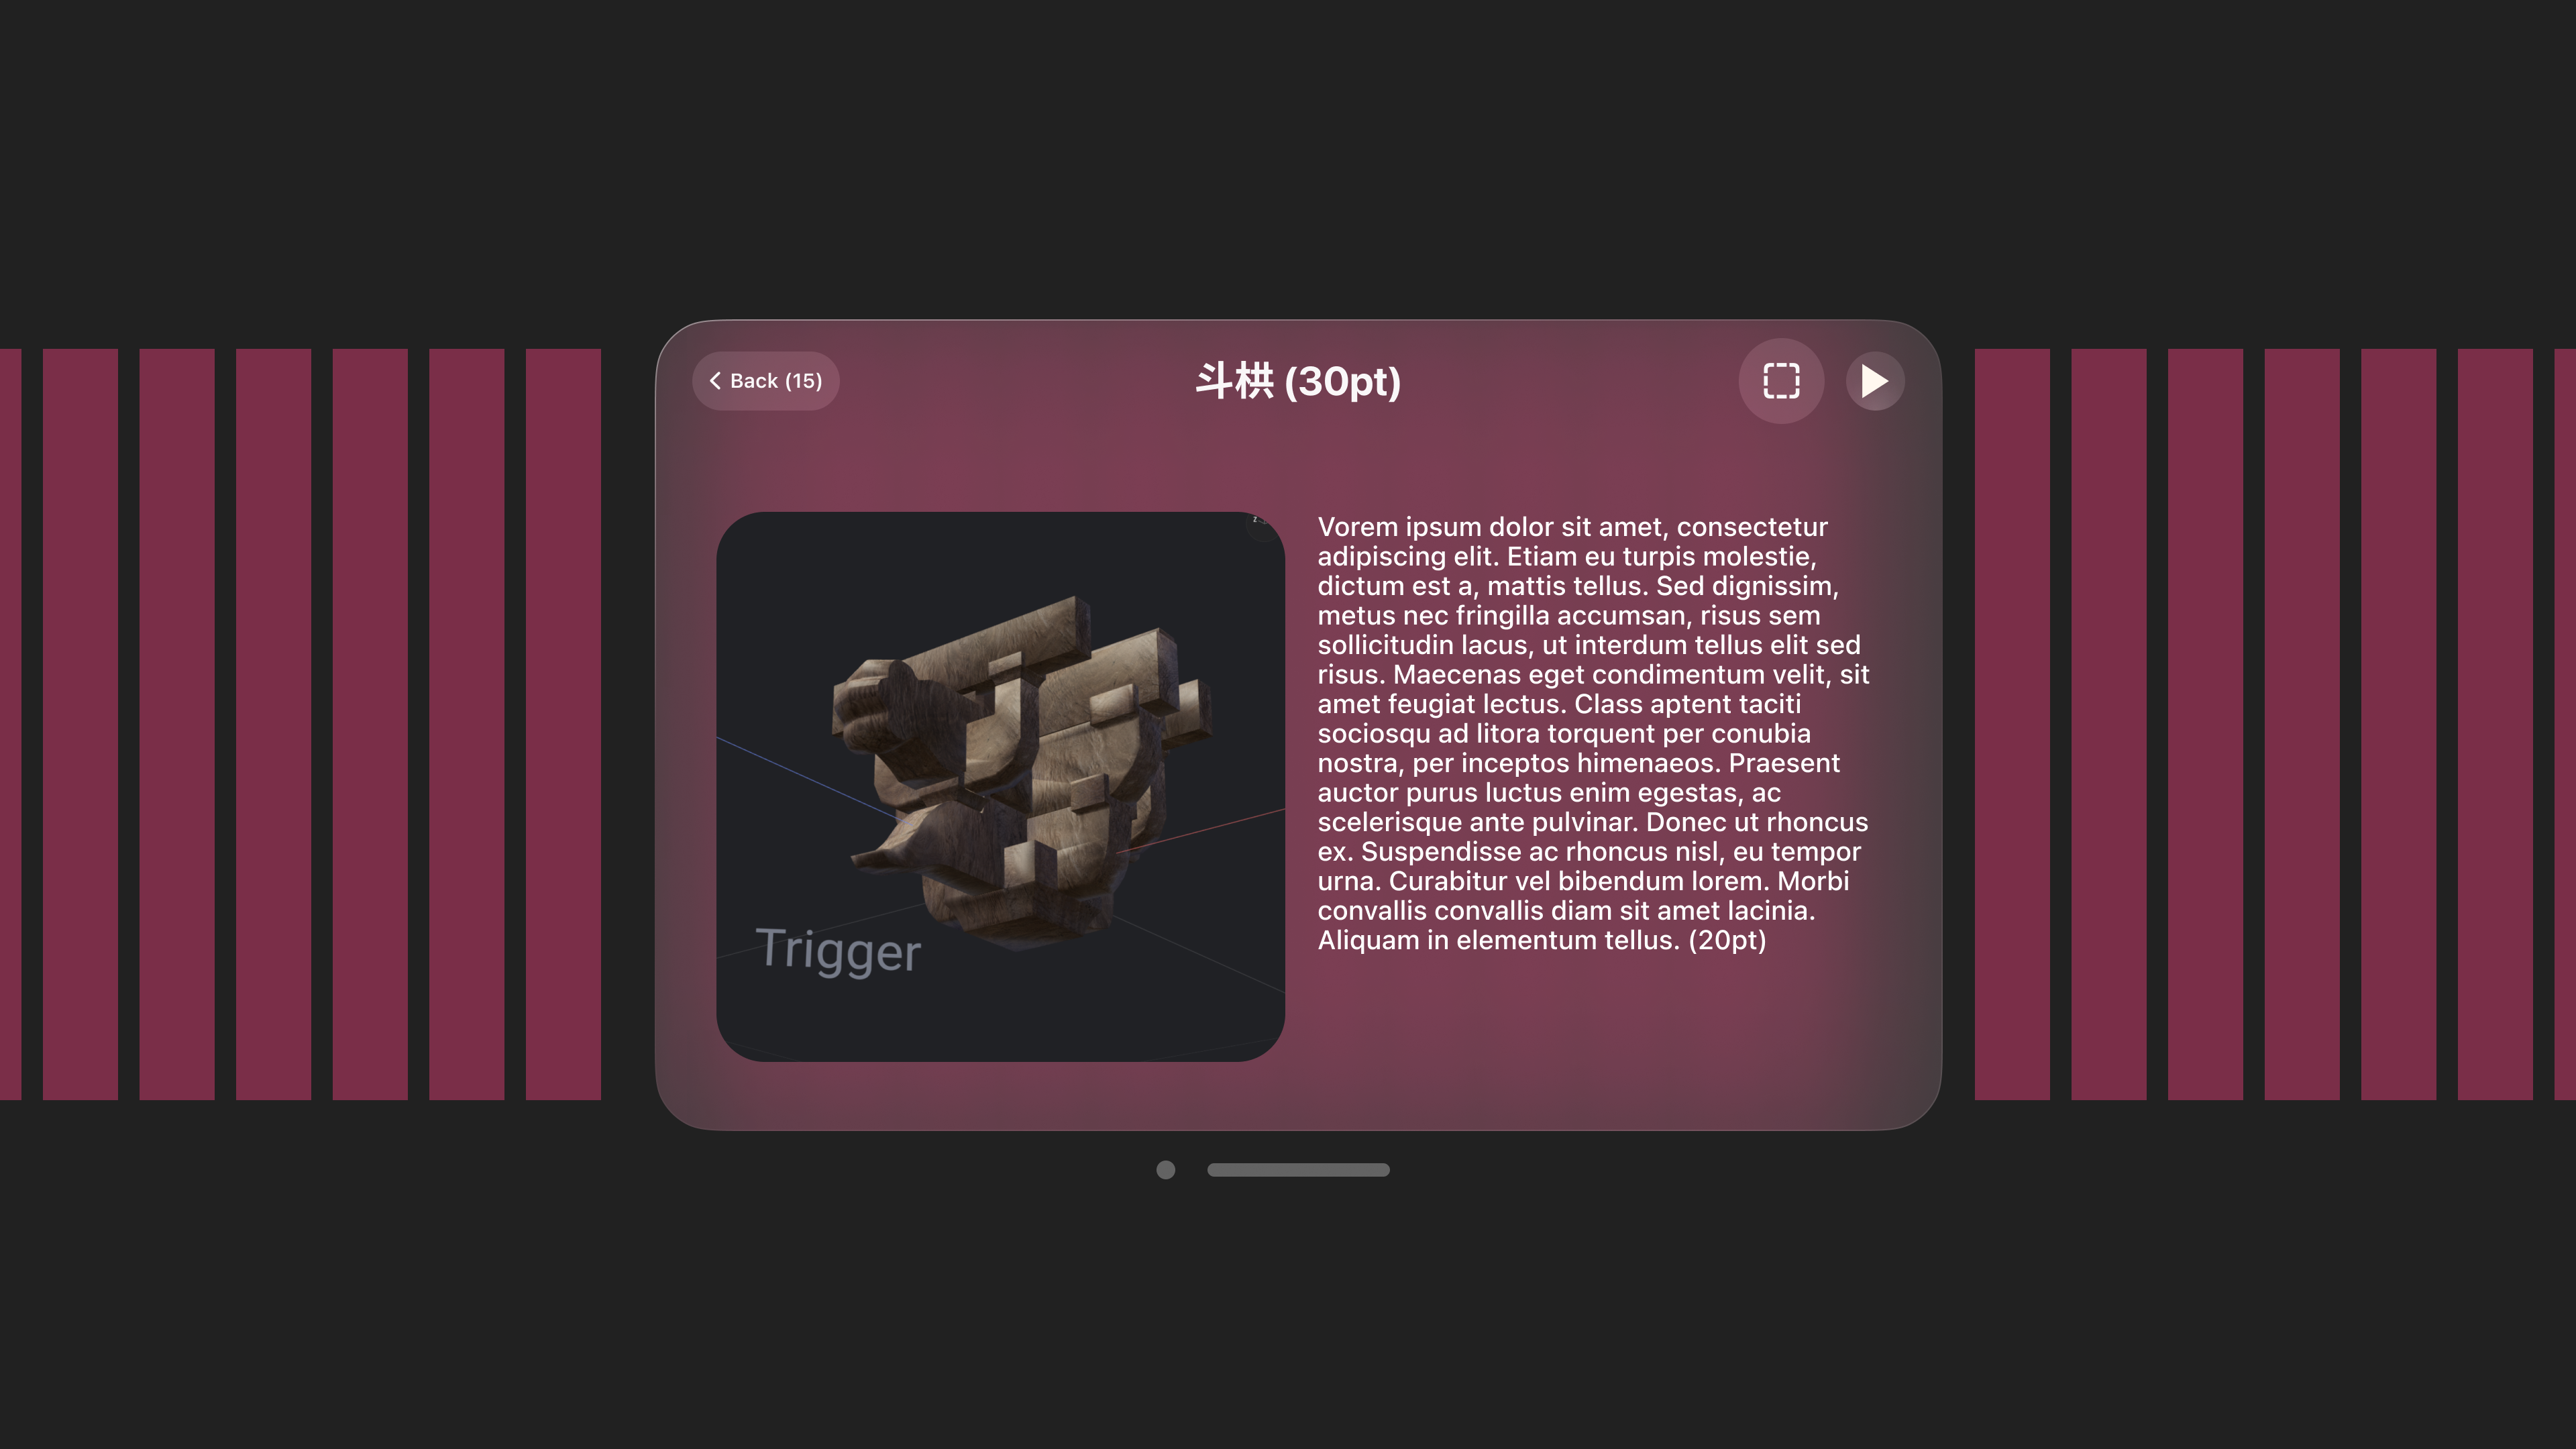 Back (15)
斗栱 (30pt)
Vorem ipsum dolor sit amet, consectetur
adipiscing elit. Etiam eu turpis molestie,
dictum est a, mattis tellus. Sed dignissim,
metus nec fringilla accumsan, risus sem
sollicitudin lacus, ut interdum tellus elit sed
risus. Maecenas eget condimentum velit, sit
amet feugiat lectus. Class aptent taciti
sociosqu ad litora torquent per conubia
nostra, per inceptos himenaeos. Praesent
auctor purus luctus enim egestas, ac
scelerisque ante pulvinar. Donec ut rhoncus
ex. Suspendisse ac rhoncus nisl, eu tempor
urna. Curabitur vel bibendum lorem. Morbi
convallis convallis diam sit amet lacinia.
Aliquam in elementum tellus. (20pt)
z
Trigger